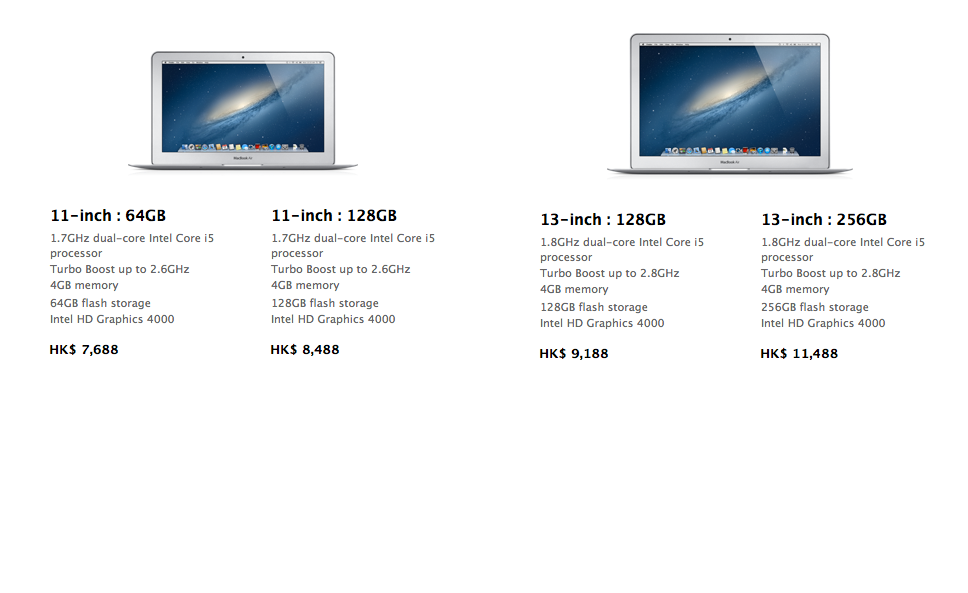 11-inch : 64GB
1.7GHz dual-core Intel Core i5
processor
Turbo Boost up to 2.6GHz
4GB memory
64GB flash storage
Intel HD Graphics 4000
HK$ 7,688
11-inch : 128GB
1.7GHz dual-core Intel Core i5
processor
Turbo Boost up to 2.6GHz
4GB memory
128GB flash storage
Intel HD Graphics 4000
HK$ 8,488
13-inch : 128GB
1.8GHz dual-core Intel Core i5
processor
Turbo Boost up to 2.8GHz
4GB memory
128GB flash storage
Intel HD Graphics 4000
HK$ 9,188
13-inch : 256GB
1.8GHz dual-core Intel Core i5
processor
Turbo Boost up to 2.8GHz
4GB memory
256GB flash storage
Intel HD Graphics 4000
HK$ 11,488